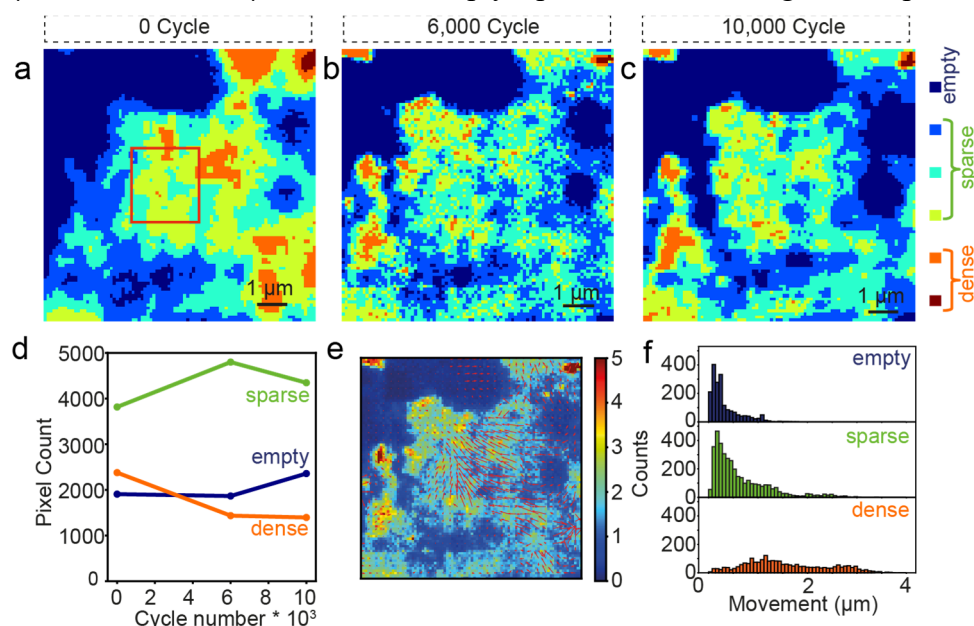 0 Cycle
6,000 Cycle
10,000 Cycle
a
b
c
1 µm
1 µm
1 µm
empty
sparse
dense
d
5000
4000
3000
2000
1000
0
Pixel Count
sparse
empty
dense
0 2 4 6 8 10
Cycle number * 10³
e
5
4
3
2
1
0
f
Counts
400
200
0
empty
400
200
0
sparse
400
200
0
dense
0 2 4
Movement (µm)